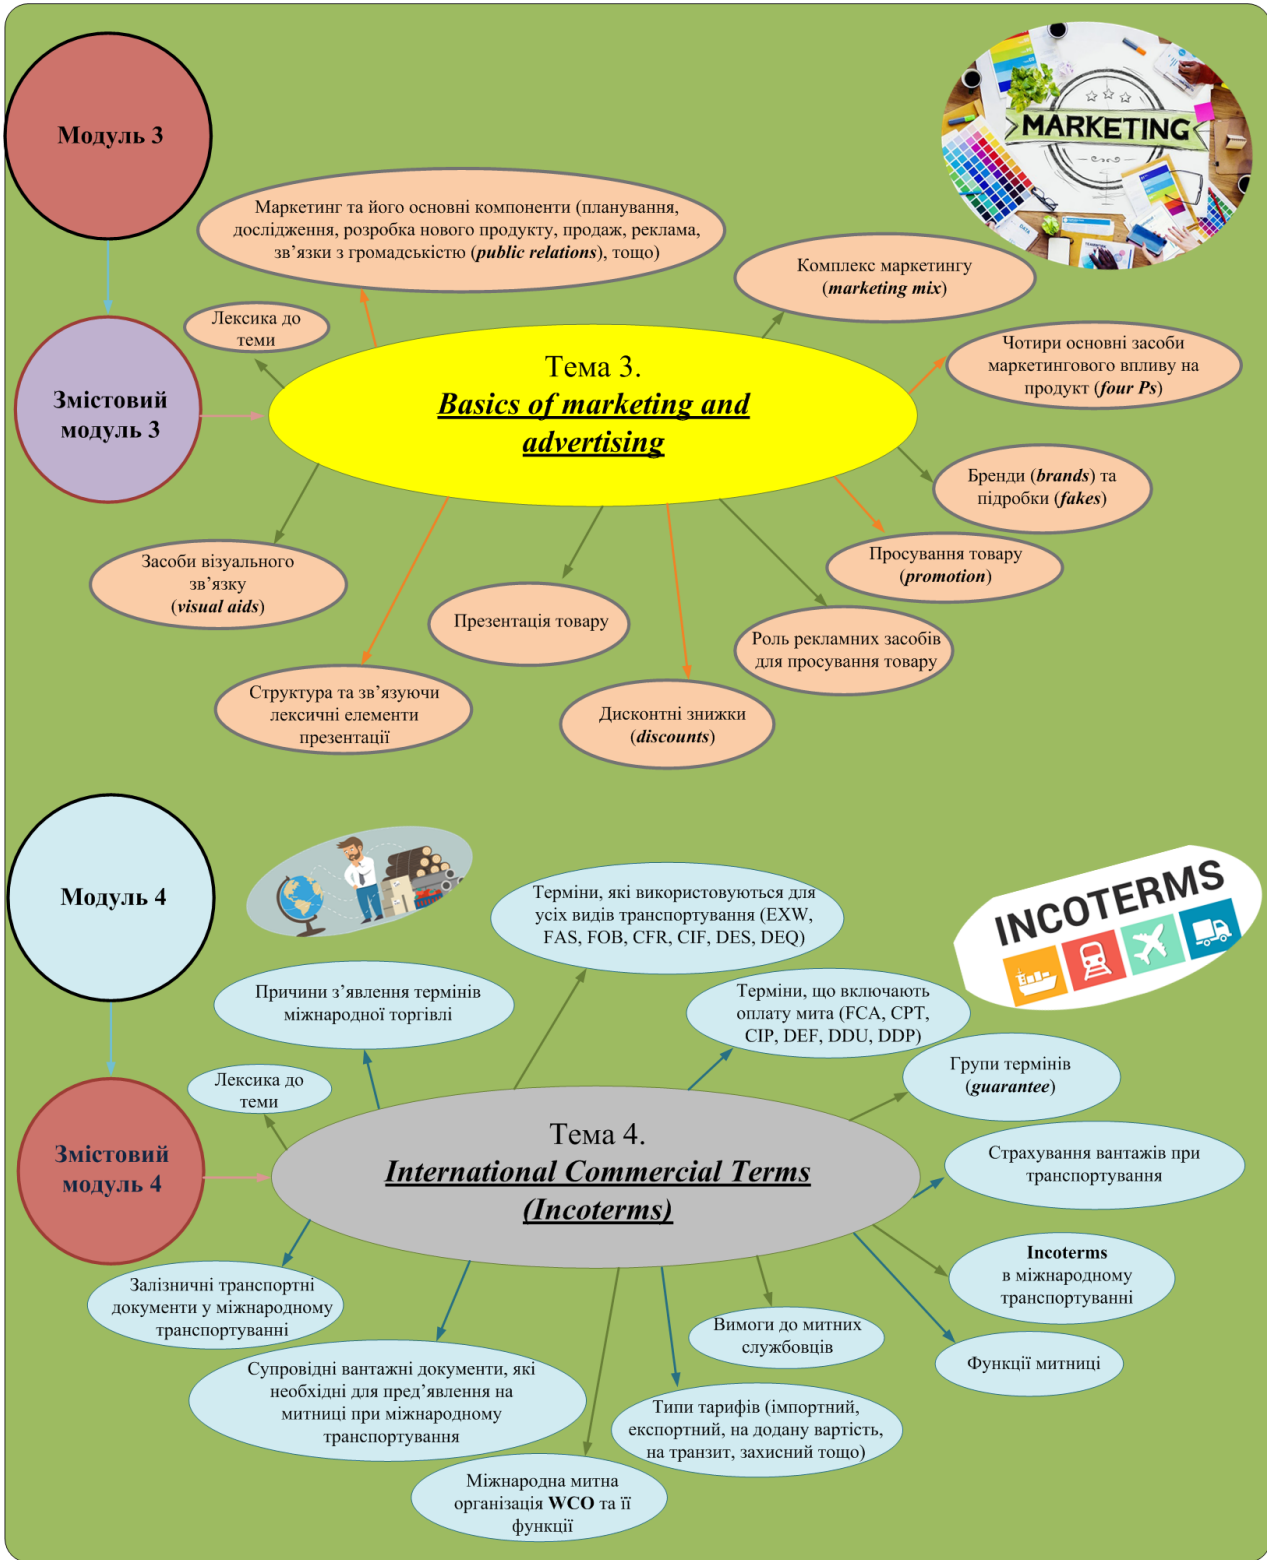 Модуль 3
MARKETING
DATA
Маркетинг та його основні компоненти (планування,
дослідження, розробка нового продукту, продаж, реклама,
зв’язки з громадськістю (public relations), тощо)
Комплекс маркетингу
(marketing mix)
Лексика до
теми
Чотири основні засоби
маркетингового впливу на
продукт (four Ps)
Змістовий
модуль 3
Тема 3.
Basics of marketing and
advertising
Бренди (brands) та
підробки (fakes)
Просування товару
(promotion)
Засоби візуального
зв’язку
(visual aids)
Презентація товару
Роль рекламних засобів
для просування товару
Структура та зв’язуючи
лексичні елементи
презентації
Дисконтні знижки
(discounts)
Модуль 4
INCOTERMS
Терміни, які використовуються для
усіх видів транспортування (EXW,
FAS, FOB, CFR, CIF, DES, DEQ)
Причини з’явлення термінів
міжнародної торгівлі
Терміни, що включають
оплату мита (FCA, CPT,
CIP, DEF, DDU, DDP)
Лексика до
теми
Групи термінів
(guarantee)
Змістовий
модуль 4
Тема 4.
International Commercial Terms
(Incoterms)
Страхування вантажів при
транспортування
Incoterms
в міжнародному
транспортуванні
Залізничні транспортні
документи у міжнародному
транспортуванні
Вимоги до митних
службовців
Функції митниці
Супровідні вантажні документи, які
необхідні для пред’явлення на
митниці при міжнародному
транспортування
Типи тарифів (імпортний,
експортний, на додану вартість,
на транзит, захисний тощо)
Міжнародна митна
організація WCO та її
функції